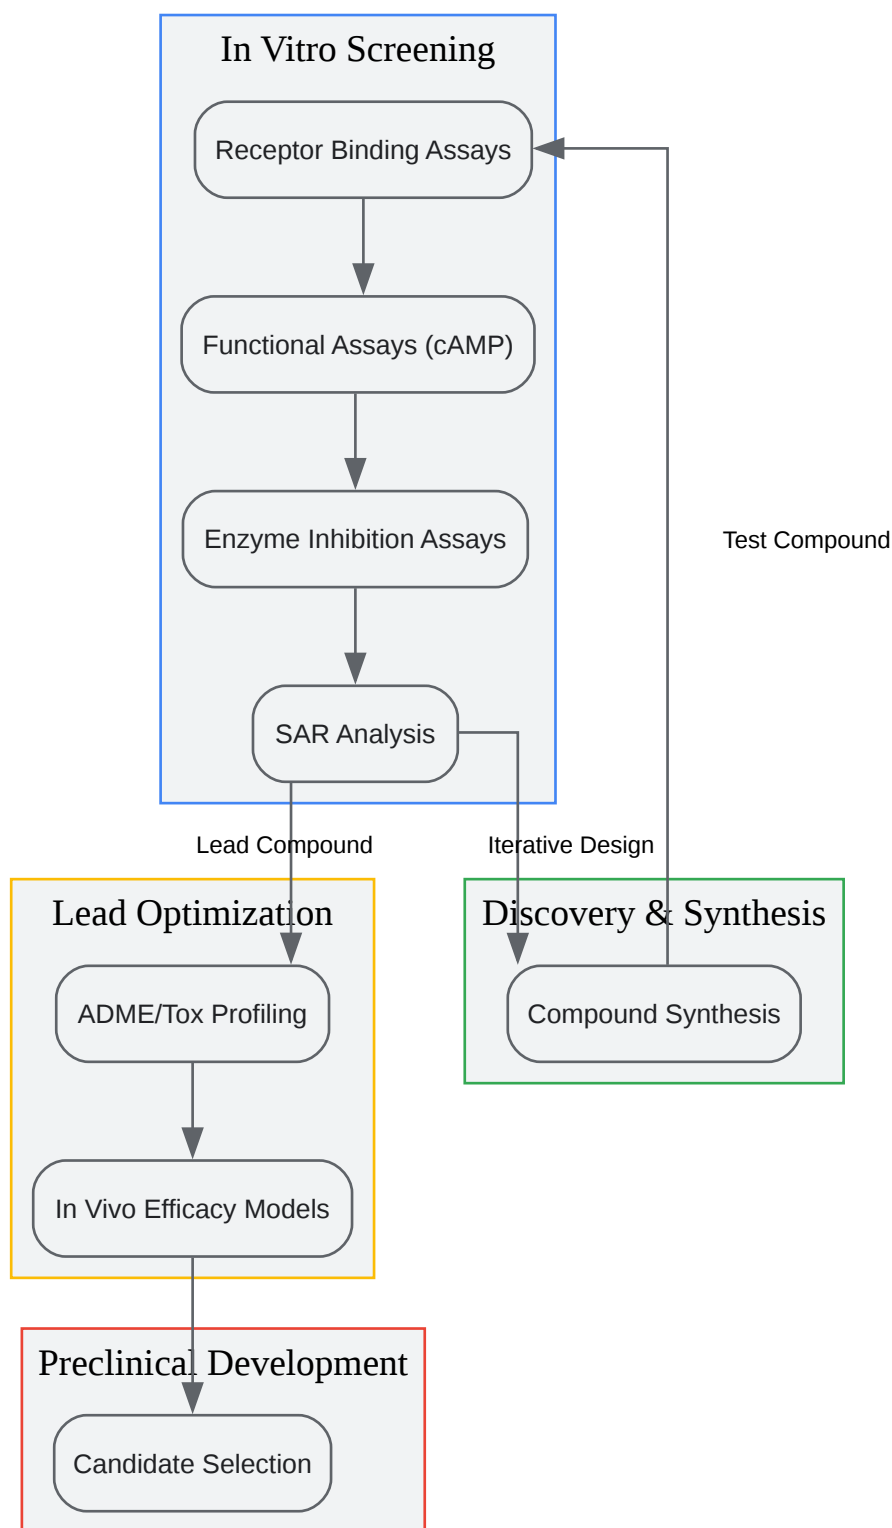 In Vitro Screening
Receptor Binding Assays
Functional Assays (cAMP)
Enzyme Inhibition Assays
Test Compound
SAR Analysis
Lead Compound
Iterative Design
Lead Optimization
Discovery & Synthesis
ADME/Tox Profiling
Compound Synthesis
In Vivo Efficacy Models
Preclinical Development
Candidate Selection